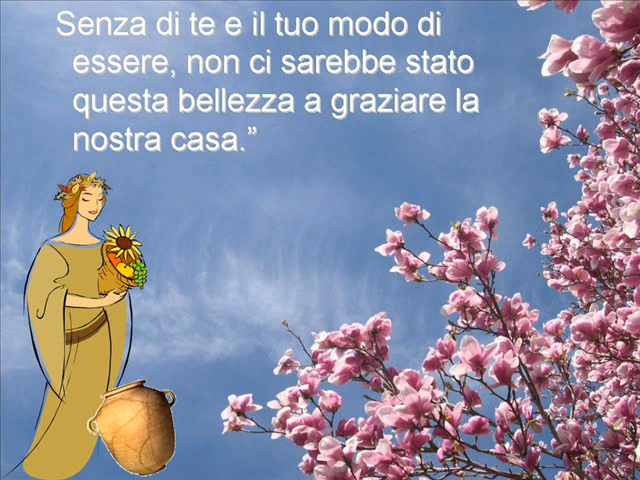 Senza di te e il tuo modo di
essere, non ci sarebbe stato
questa bellezza a graziare la
nostra casa.”